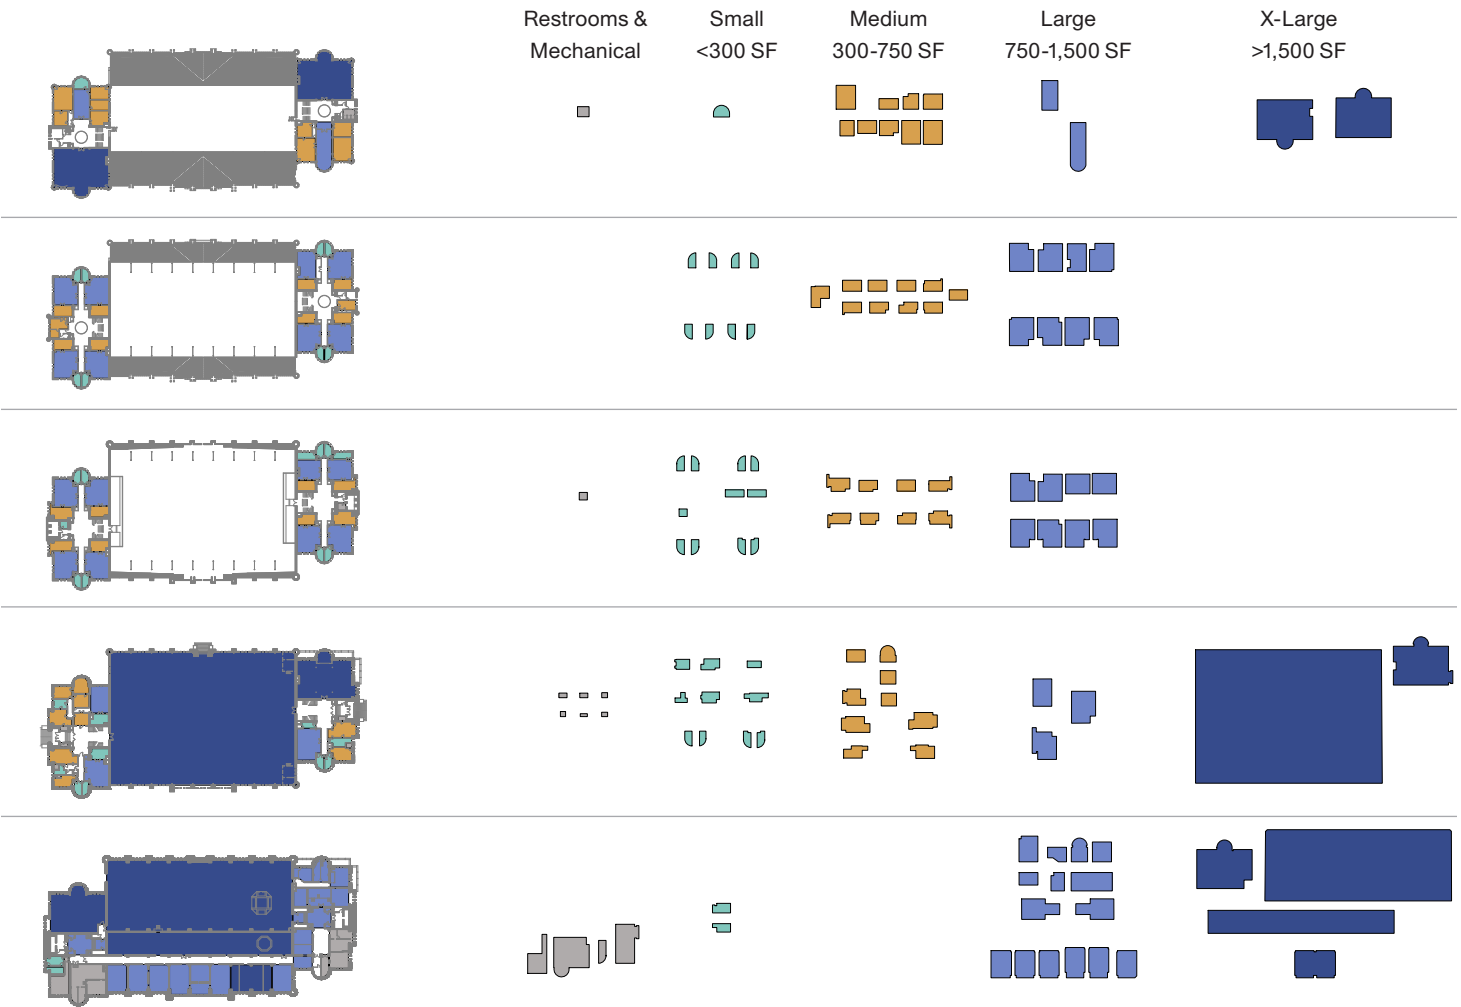 Restrooms &
Mechanical
Small
<300 SF
Medium
300-750 SF
Large
750-1,500 SF
X-Large
>1,500 SF